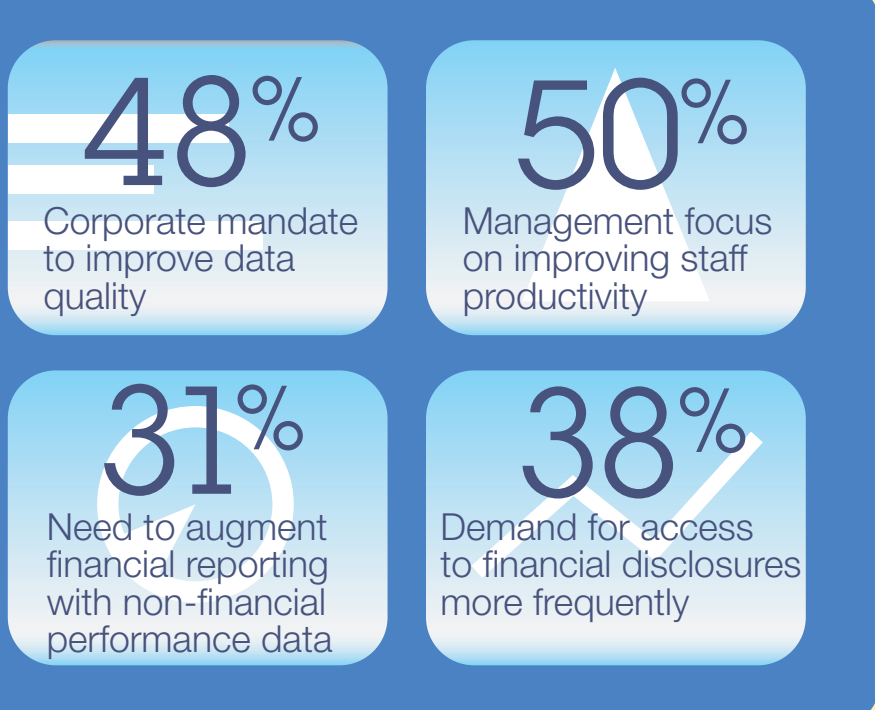 48%
Corporate mandate
to improve data
quality
50%
Management focus
on improving staff
productivity
31%
Need to augment
financial reporting
with non-financial
performance data
38%
Demand for access
to financial disclosures
more frequently